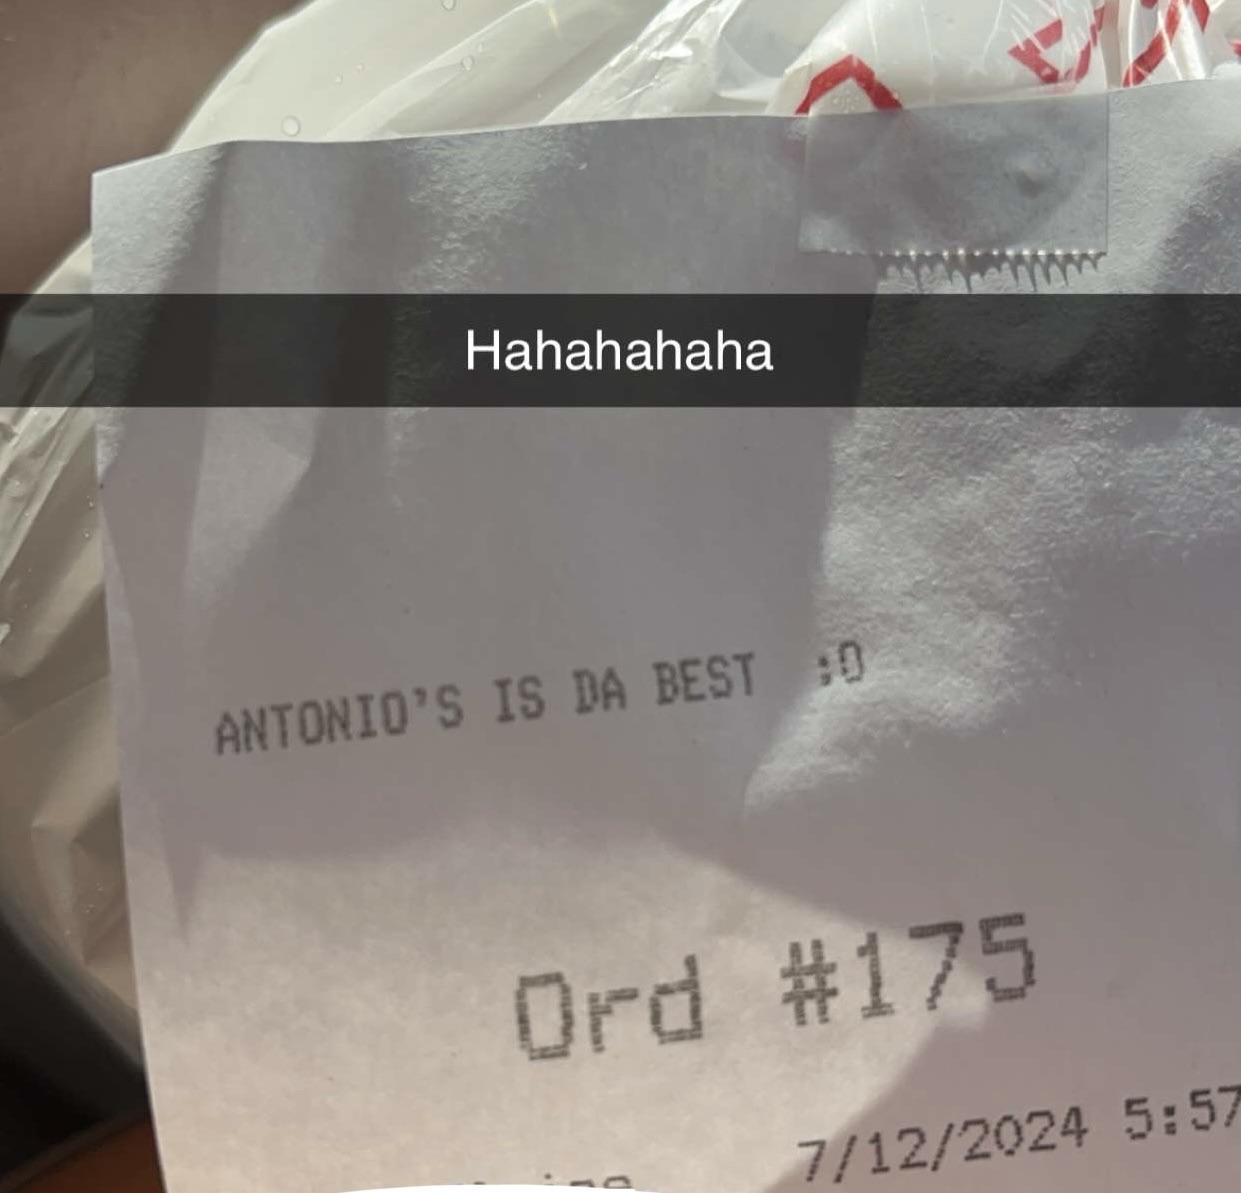 Hahahahaha
ANTONIO'S IS DA BEST :O
Ord #175
7/12/2024 5:57